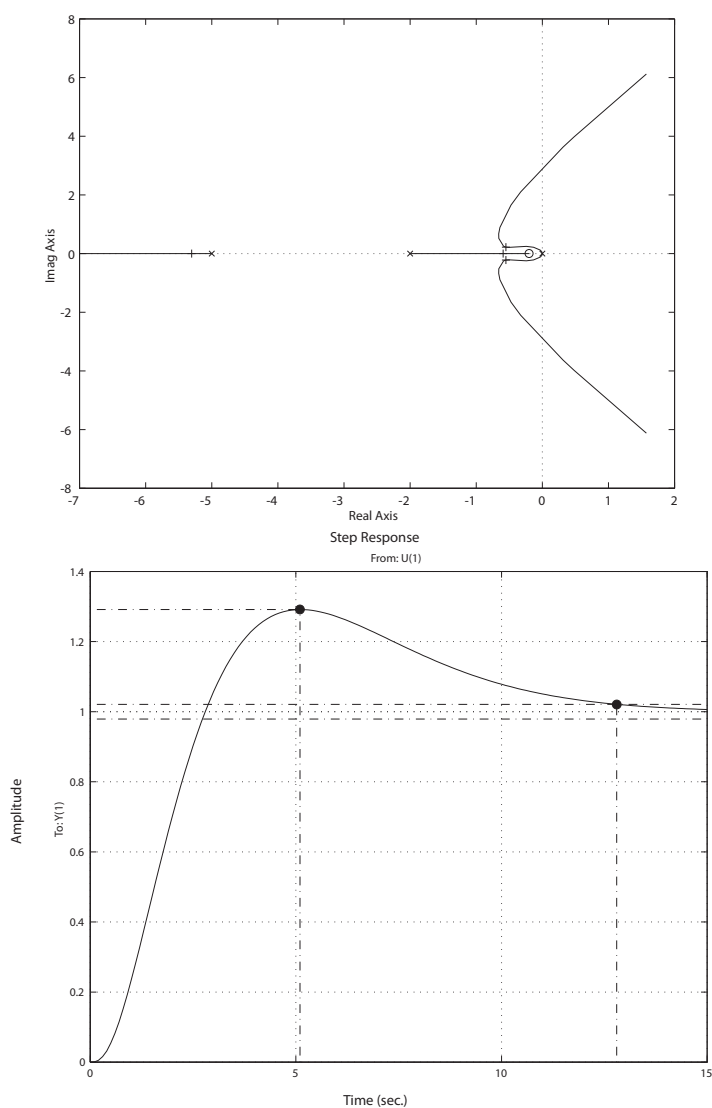 8
6
4
2
0
-2
-4
-6
-8
Imag Axis
-7 -6 -5 -4 -3 -2 -1 0 1 2
Real Axis
Step Response
From: U(1)
1.4
1.2
1
0.8
0.6
0.4
0.2
0
Amplitude
To: Y(1)
0 5 10 15
Time (sec.)